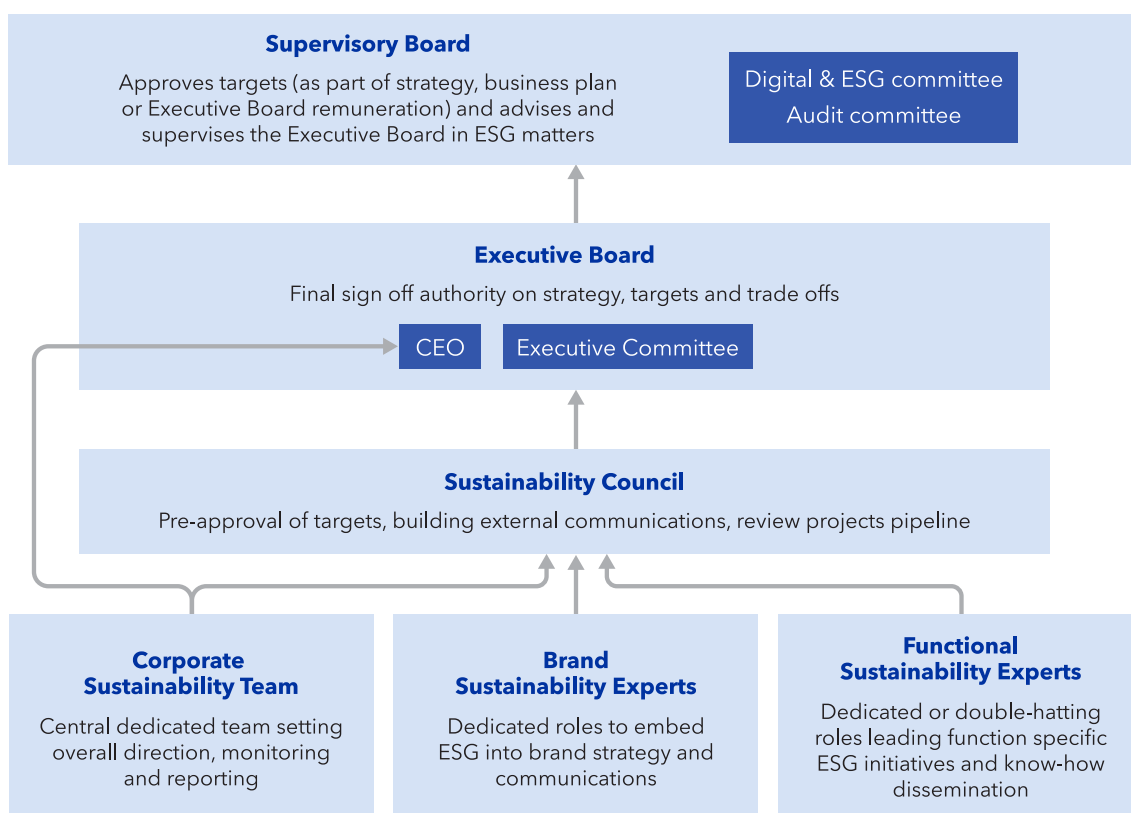 Supervisory Board
Approves targets (as part of strategy, business plan
or Executive Board remuneration) and advises and
supervises the Executive Board in ESG matters
Digital & ESG committee
Audit committee
Executive Board
Final sign off authority on strategy, targets and trade offs
CEO
Executive Committee
Sustainability Council
Pre-approval of targets, building external communications, review projects pipeline
Corporate
Sustainability Team
Central dedicated team setting
overall direction, monitoring
and reporting
Brand
Sustainability Experts
Dedicated roles to embed
ESG into brand strategy and
communications
Functional
Sustainability Experts
Dedicated or double-hatting
roles leading function specific
ESG initiatives and know-how
dissemination